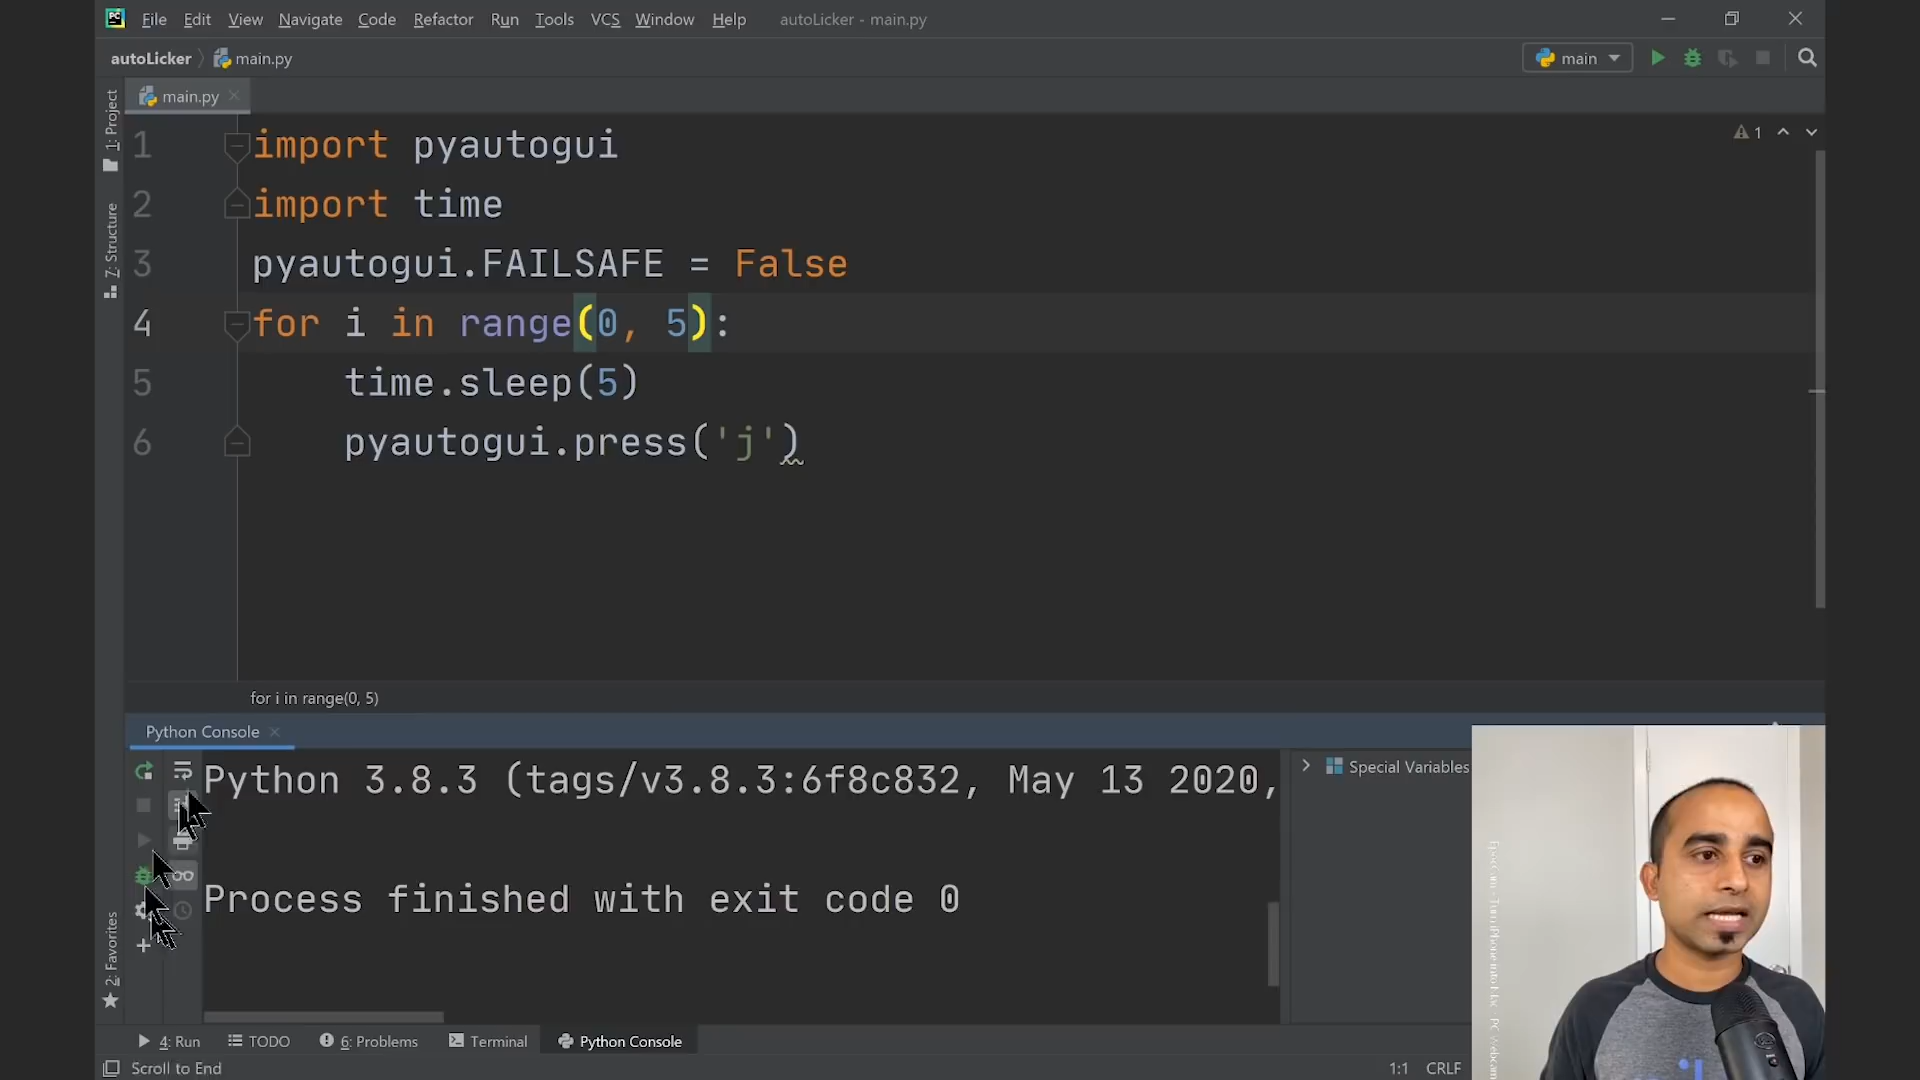 PC File Edit View Navigate Code Refactor Run Tools VCS Window Help autoLicker - main.py
autoLicker main.py main
main.py
1: Project
7: Structure
2: Favorites
1 import pyautogui
2 import time
3 pyautogui.FAILSAFE = False
4 for i in range(0, 5):
5 time.sleep(5)
6 pyautogui.press('j')
1
for i in range(0, 5)
Python Console
Python 3.8.3 (tags/v3.8.3:6f8c832, May 13 2020,
Process finished with exit code 0
Special Variables
4: Run TODO 6: Problems Terminal Python Console
Scroll to End 1:1 CRLF